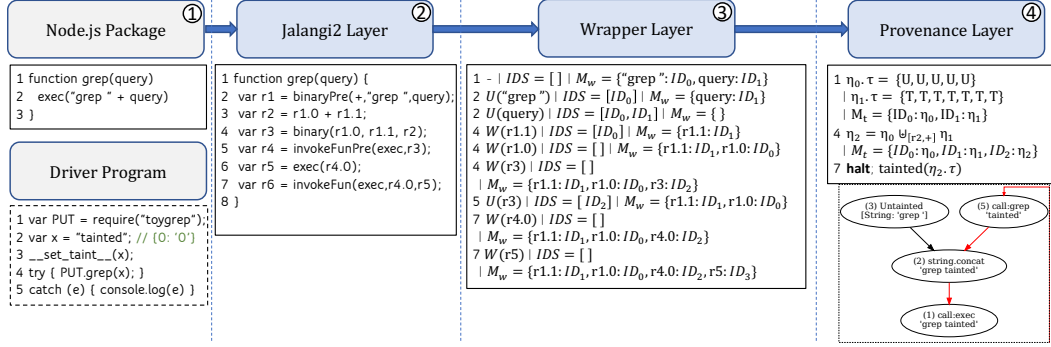 Node.js Package
①
1 function grep(query)
2   exec("grep " + query)
3 }
Driver Program
1 var PUT = require("toygrep");
2 var x = "tainted"; // {0: '0'}
3 __set_taint__(x);
4 try { PUT.grep(x); }
5 catch (e) { console.log(e) }
Jalangi2 Layer
②
1 function grep(query) {
2  var r1 = binaryPre(+,"grep ",query);
3  var r2 = r1.0 + r1.1;
4  var r3 = binary(r1.0, r1.1, r2);
5  var r4 = invokeFunPre(exec,r3);
6  var r5 = exec(r4.0);
7  var r6 = invokeFun(exec,r4.0,r5);
8 }
Wrapper Layer
③
1 - | IDS = [ ] | M_w = {"grep ": ID_0, query: ID_1}
2 U("grep ") | IDS = [ID_0] | M_w = {query: ID_1}
2 U(query) | IDS = [ID_0, ID_1] | M_w = { }
4 W(r1.1) | IDS = [ID_0] | M_w = {r1.1: ID_1}
4 W(r1.0) | IDS = [ ] | M_w = {r1.1: ID_1, r1.0: ID_0}
4 W(r3) | IDS = [ ]
| M_w = {r1.1: ID_1, r1.0: ID_0, r3: ID_2}
5 U(r3) | IDS = [ID_2] | M_w = {r1.1: ID_1, r1.0: ID_0}
7 W(r4.0) | IDS = [ ]
| M_w = {r1.1: ID_1, r1.0: ID_0, r4.0: ID_2}
7 W(r5) | IDS = [ ]
| M_w = {r1.1: ID_1, r1.0: ID_0, r4.0: ID_2, r5: ID_3}
Provenance Layer
④
1 η_0. τ = {U, U, U, U, U}
| η_1. τ = {T, T, T, T, T, T, T}
| M_t = {ID_0: η_0, ID_1: η_1}
4 η_2 = η_0 ⊎_[r2,+] η_1
| M_t = {ID_0: η_0, ID_1: η_1, ID_2: η_2}
7 halt; tainted(η_2. τ)
(3) Untainted
[String: 'grep ']
(5) call:grep
'tainted'
(2) string.concat
'grep tainted'
(1) call:exec
'grep tainted'